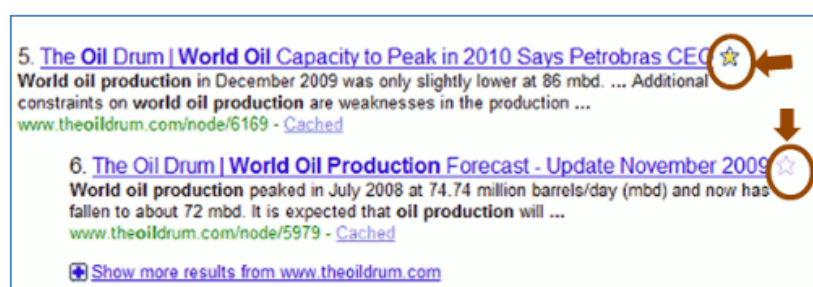 5. The Oil Drum | World Oil Capacity to Peak in 2010 Says Petrobras CEO
World oil production in December 2009 was only slightly lower at 86 mbd. ... Additional
constraints on world oil production are weaknesses in the production ...
www.theoildrum.com/node/6169 - Cached
6. The Oil Drum | World Oil Production Forecast - Update November 2009
World oil production peaked in July 2008 at 74.74 million barrels/day (mbd) and now has
fallen to about 72 mbd. It is expected that oil production will ...
www.theoildrum.com/node/5979 - Cached
Show more results from www.theoildrum.com